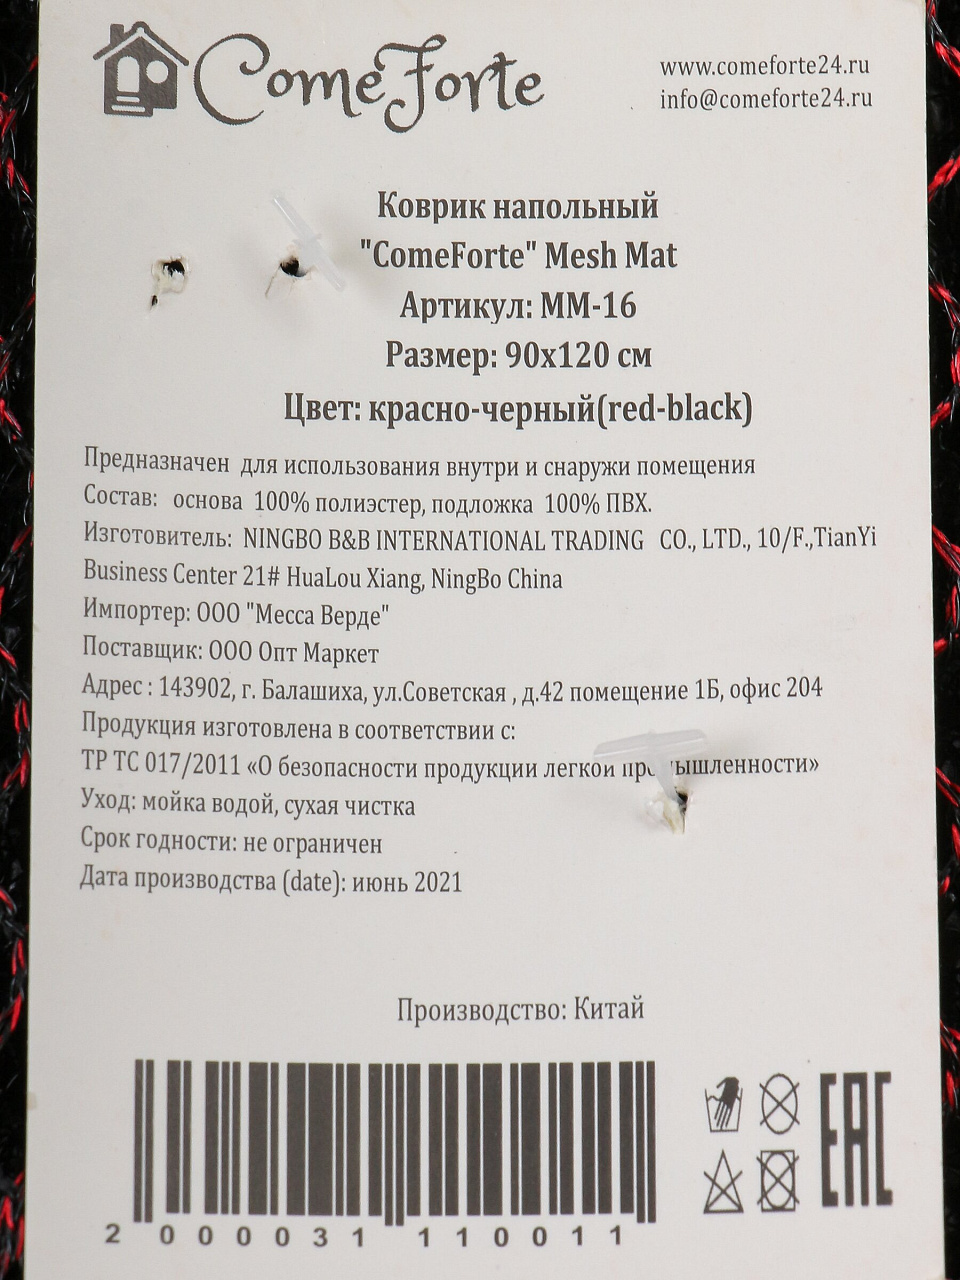 ComeForte
www.comeforte24.ru
info@comeforte24.ru
Коврик напольный
"ComeForte" Mesh Mat
Артикул: MM-16
Размер: 90x120 см
Цвет: красно-черный(red-black)
Предназначен для использования внутри и снаружи помещения
Состав: основа 100% полиэстер, подложка 100% ПВХ.
Изготовитель: NINGBO B&B INTERNATIONAL TRADING CO., LTD., 10/F.,TianYi
Business Center 21# HuaLou Xiang, NingBo China
Импортер: ООО "Месса Верде"
Поставщик: ООО Опт Маркет
Адрес : 143902, г. Балашиха, ул.Советская , д.42 помещение 1Б, офис 204
Продукция изготовлена в соответствии с:
ТР ТС 017/2011 «О безопасности продукции легкой промышленности»
Уход: мойка водой, сухая чистка
Срок годности: не ограничен
Дата производства (date): июнь 2021
Производство: Китай
EAC
2 000031 110011